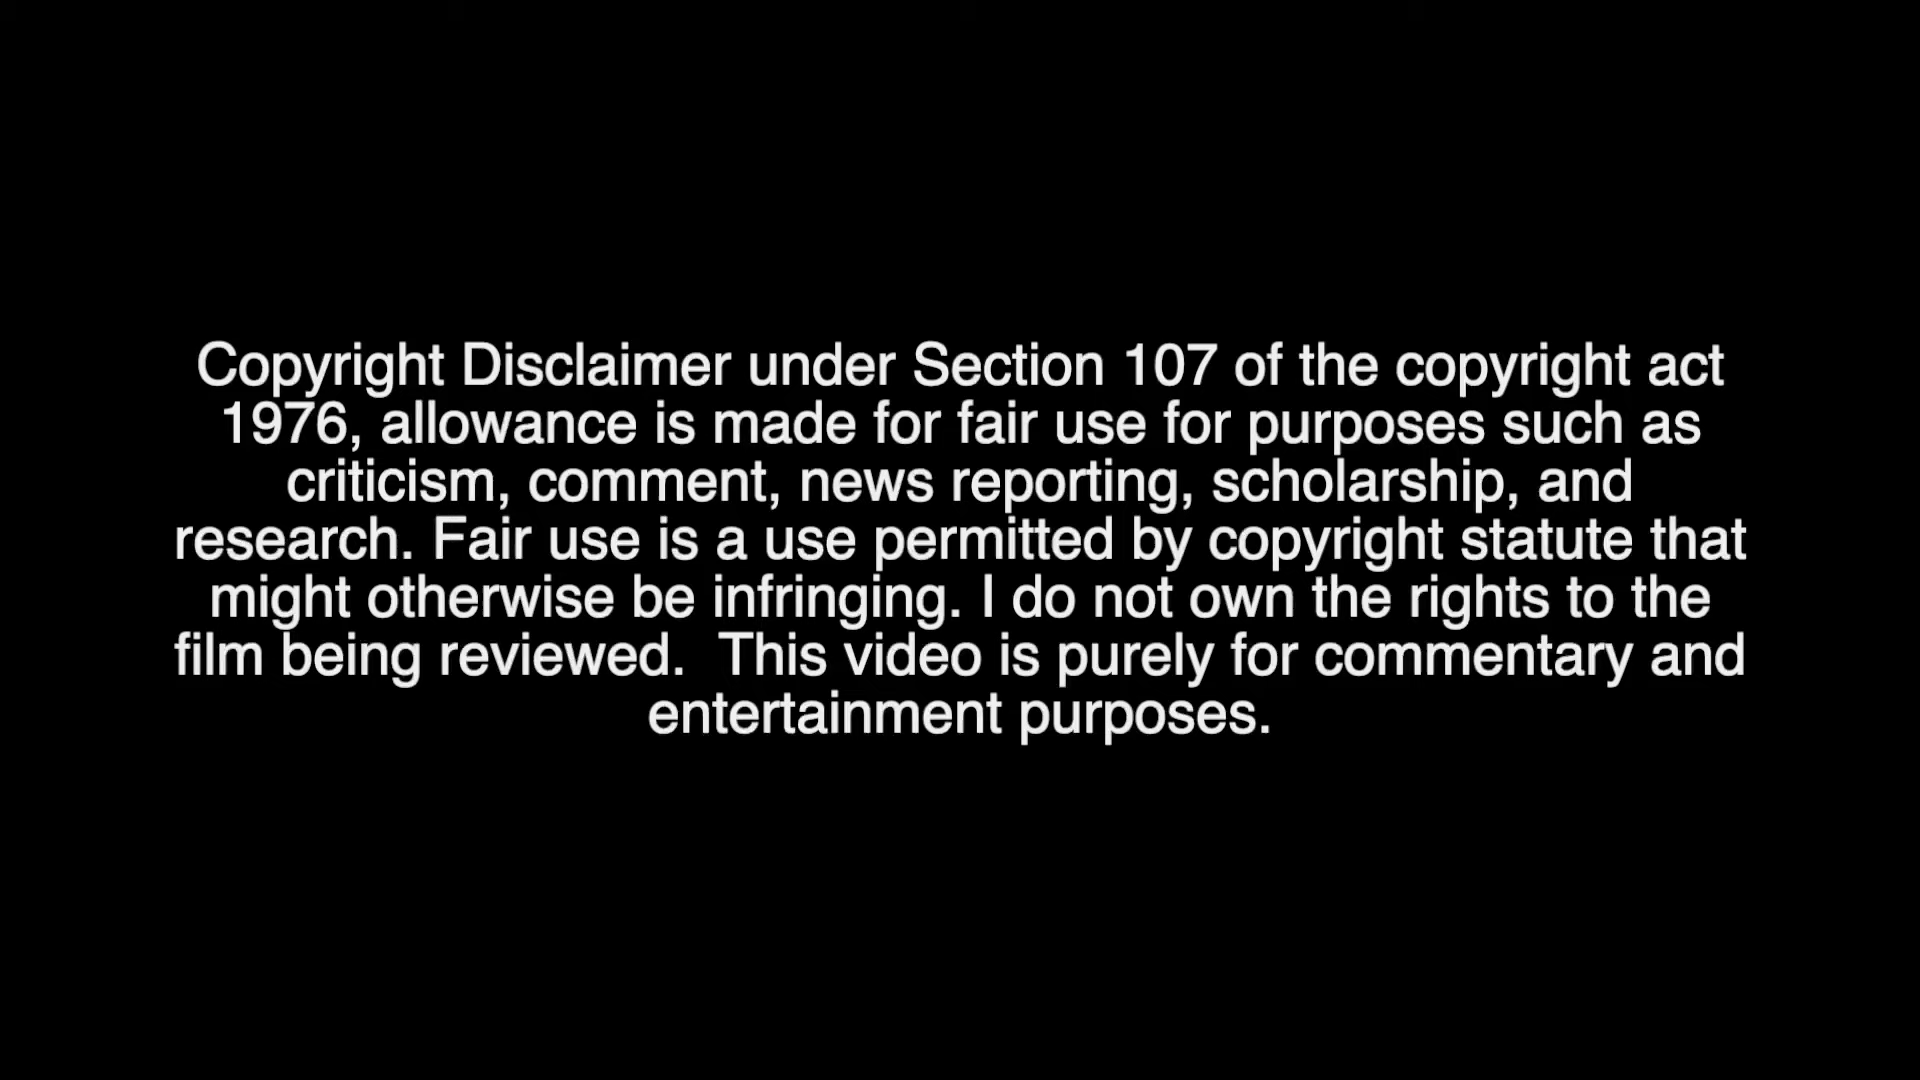 Copyright Disclaimer under Section 107 of the copyright act
1976, allowance is made for fair use for purposes such as
criticism, comment, news reporting, scholarship, and
research. Fair use is a use permitted by copyright statute that
might otherwise be infringing. I do not own the rights to the
film being reviewed.  This video is purely for commentary and
entertainment purposes.